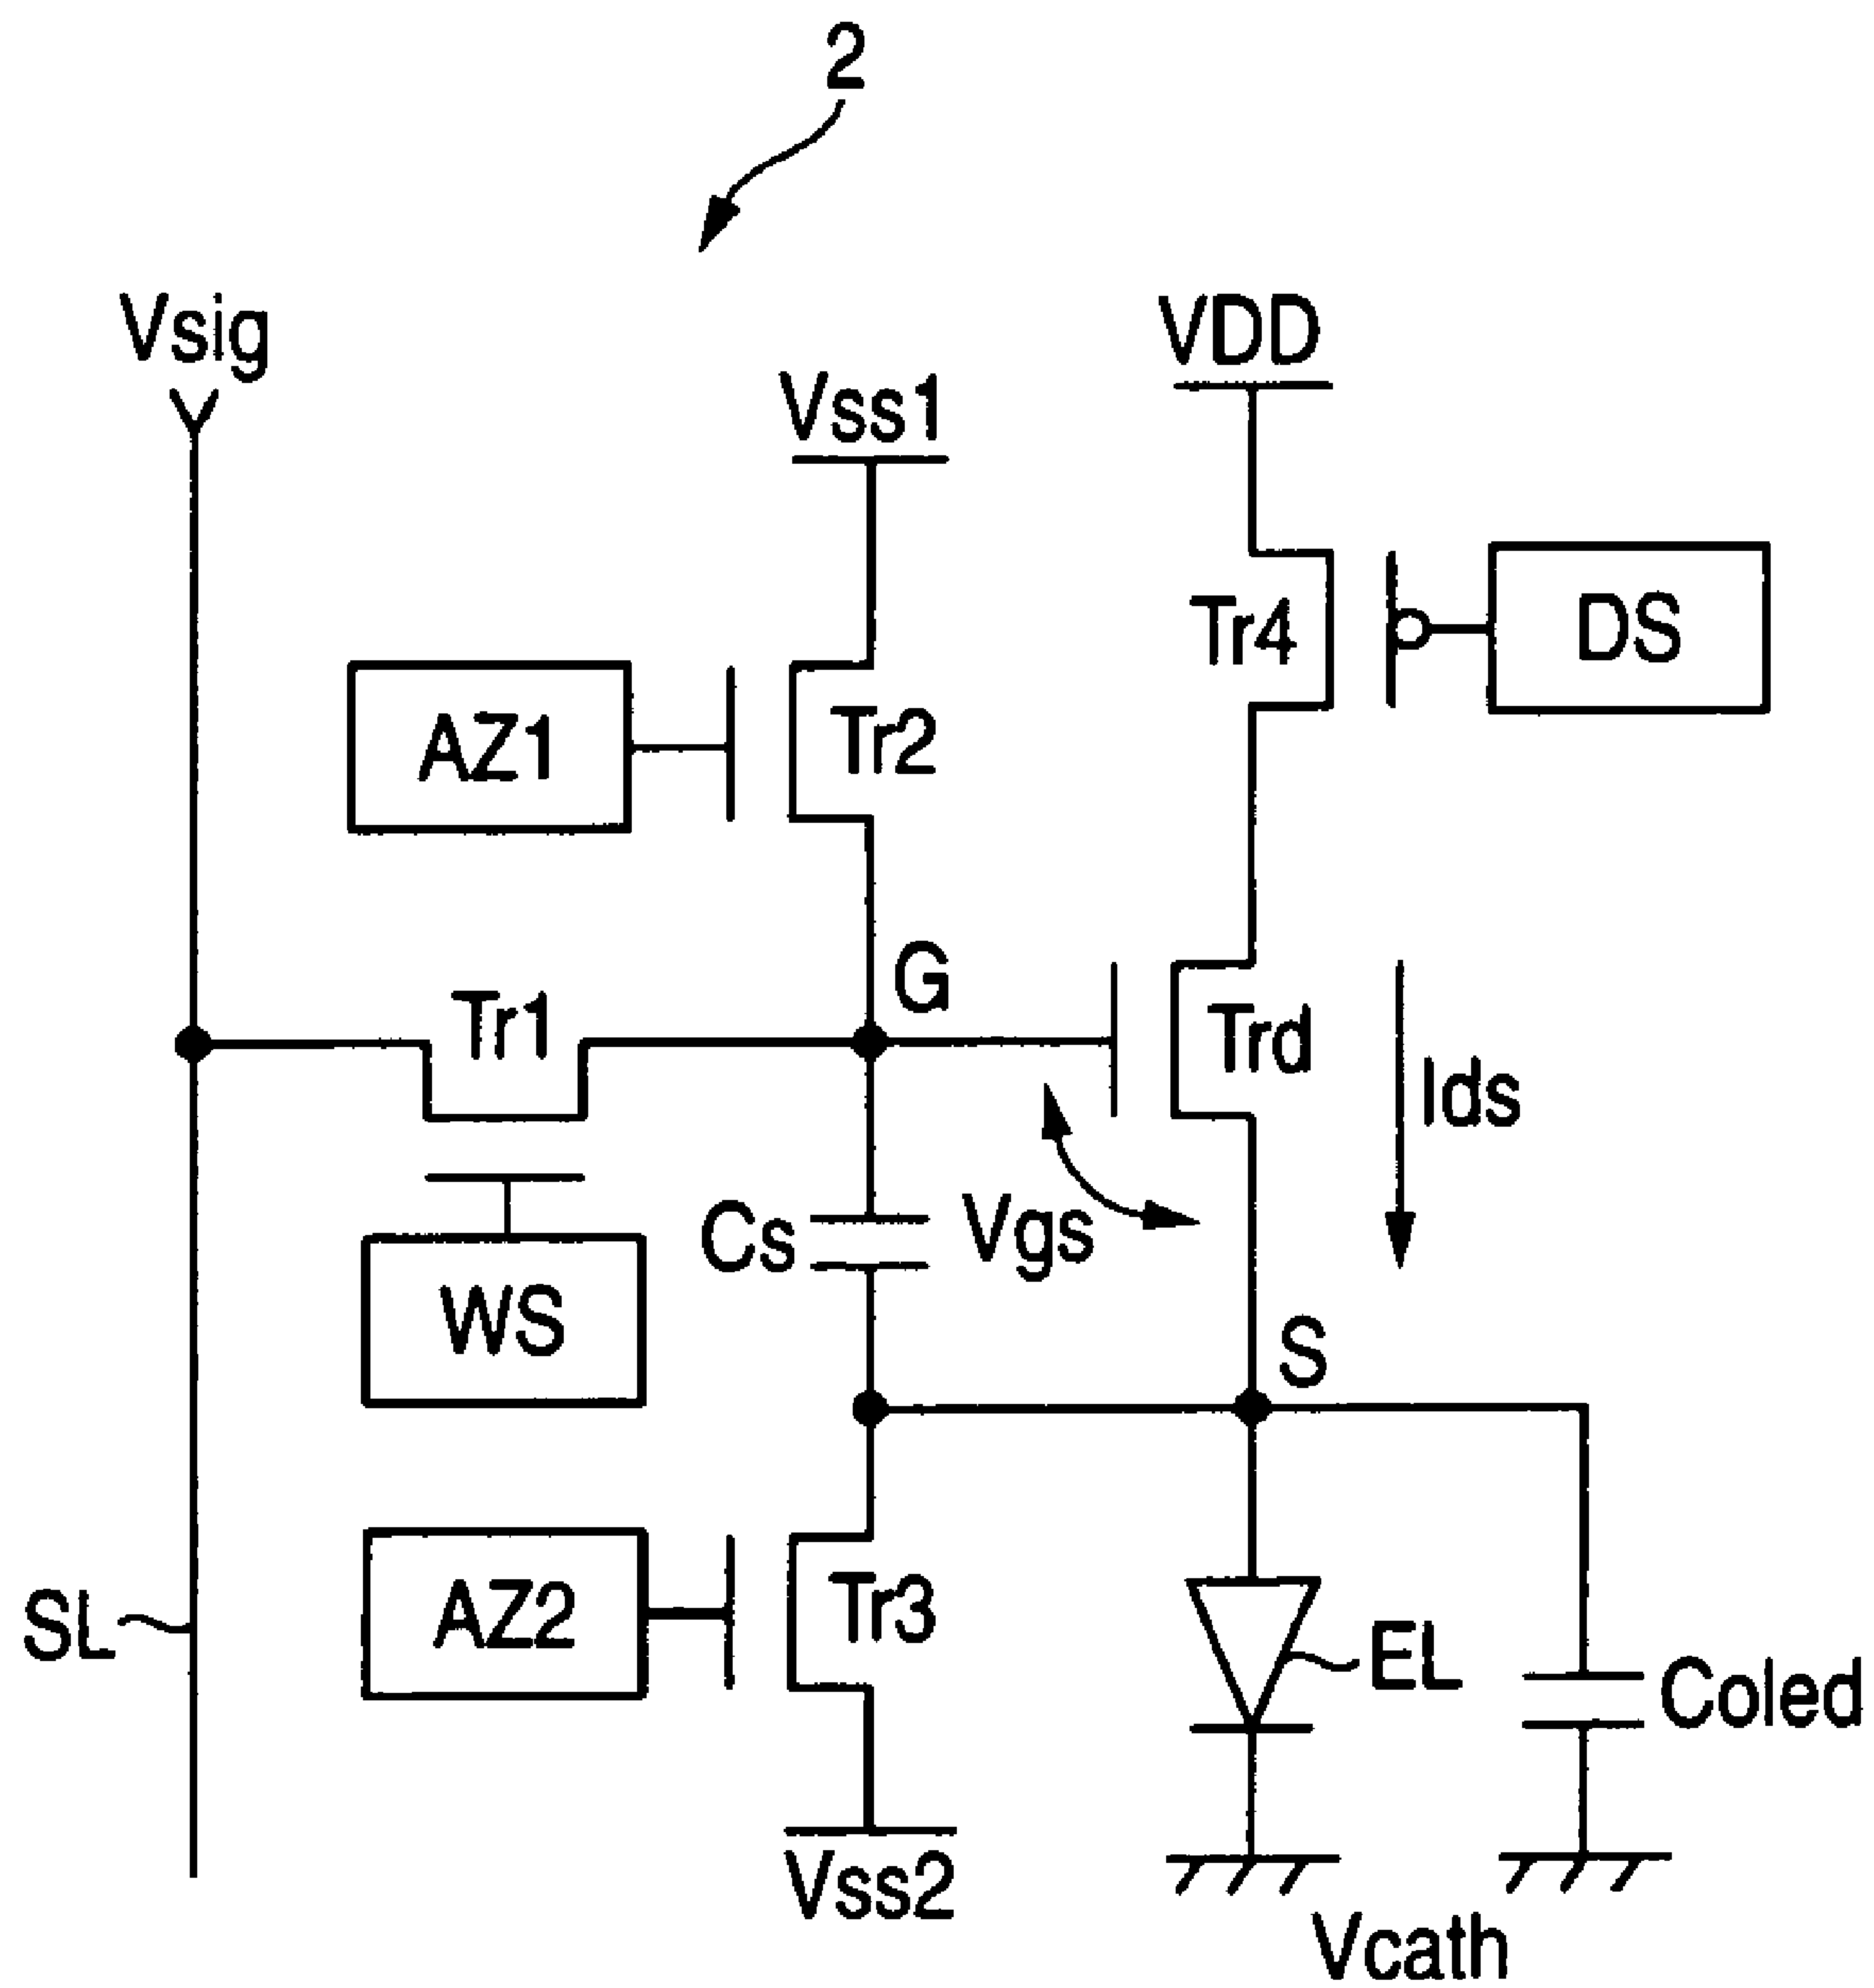 2
Vsig
VDD
Vss1
Tr4
DS
AZ1
Tr2
G
Tr1
Trd
Ids
Cs
Vgs
WS
S
AZ2
Tr3
SL
EL
Coled
Vss2
Vcath